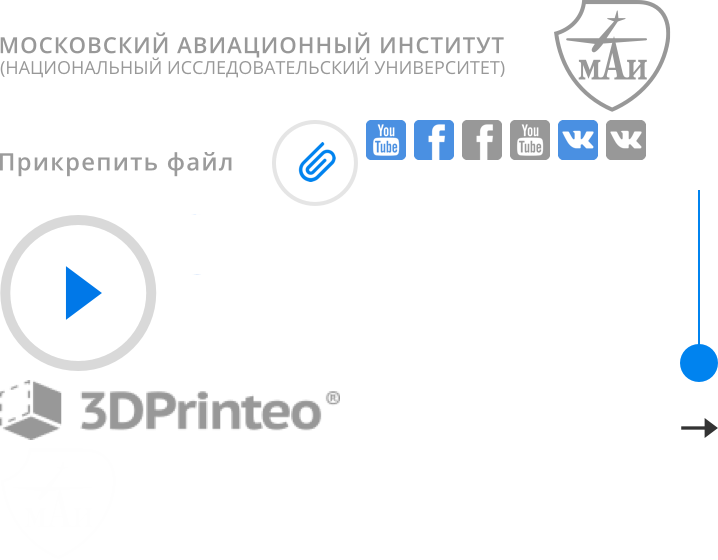 МОСКОВСКИЙ АВИАЦИОННЫЙ ИНСТИТУТ
(НАЦИОНАЛЬНЫЙ ИССЛЕДОВАТЕЛЬСКИЙ УНИВЕРСИТЕТ)
МАИ
Прикрепить файл
You Tube
f
f
You Tube
3DPrinteo®